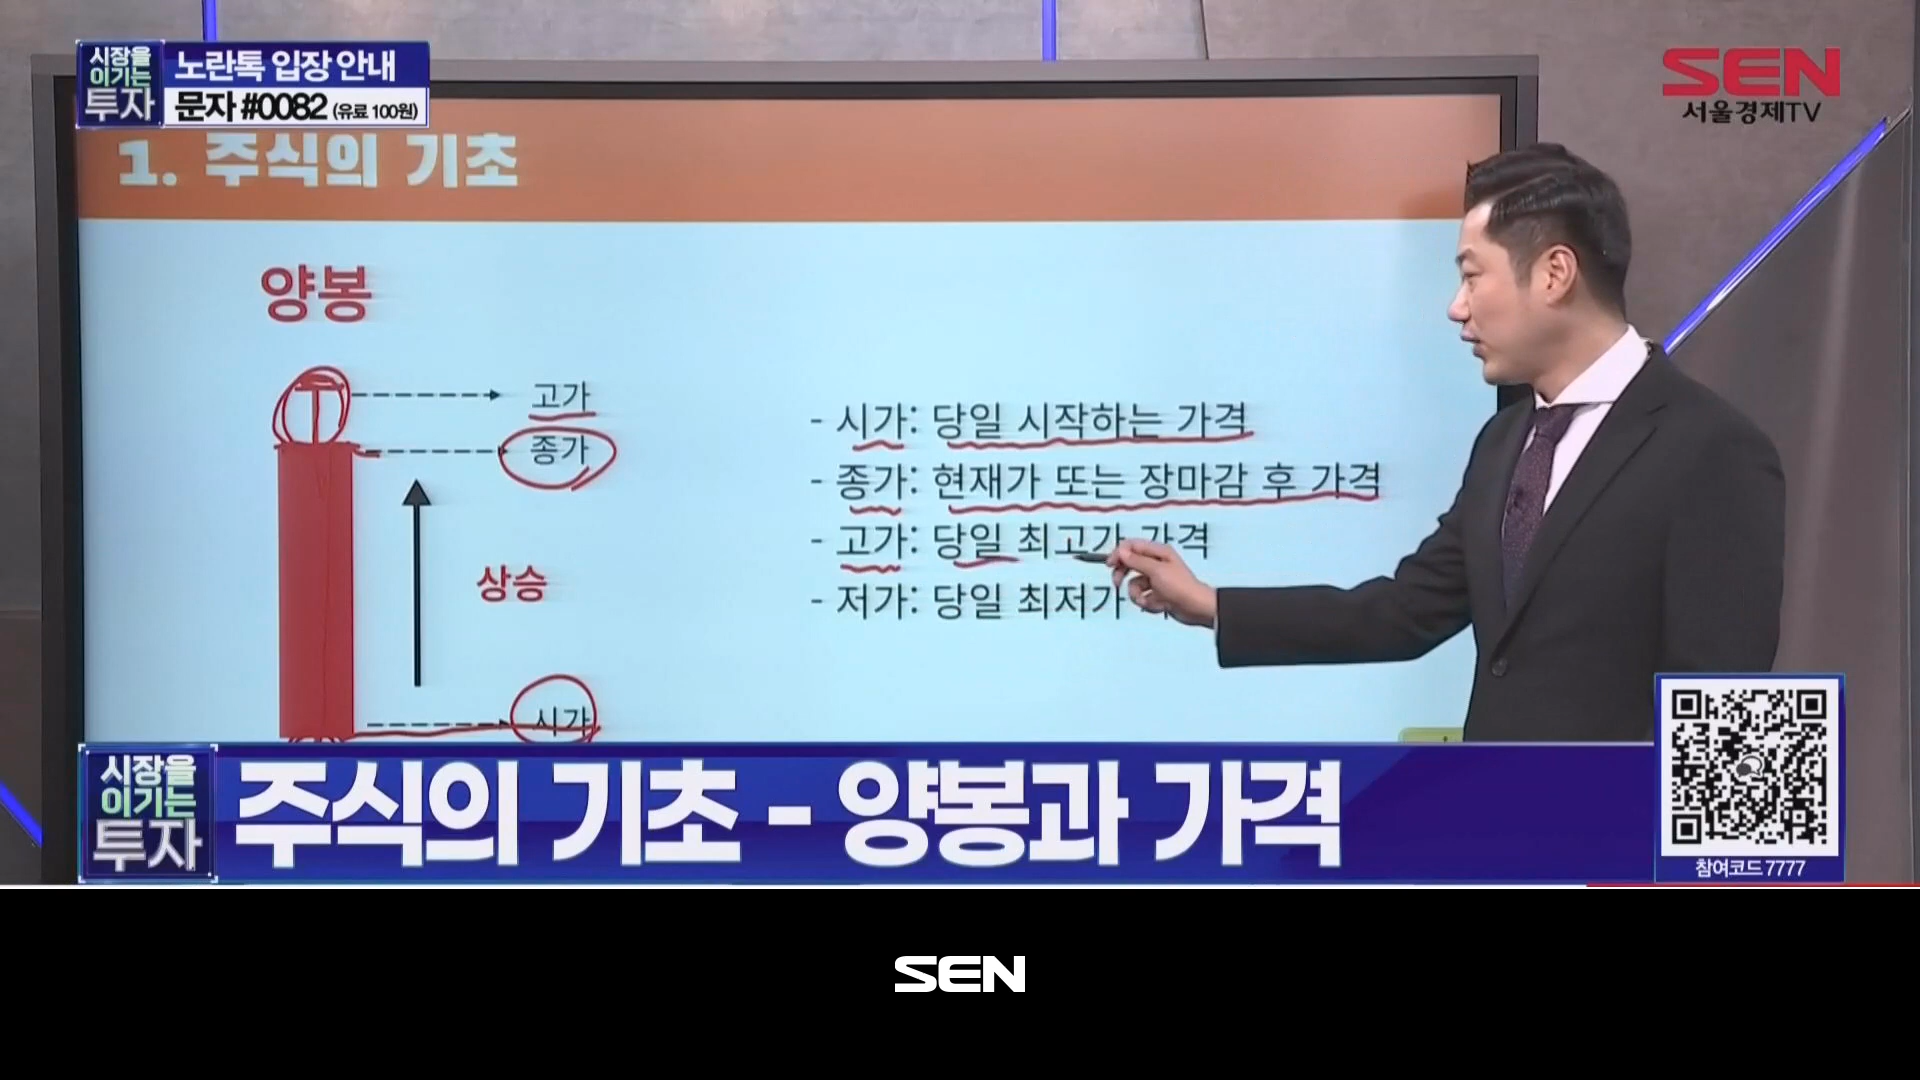 시장을
이기는
투자
노란톡 입장 안내
문자 #0082 (유료 100원)
SEN
서울경제TV
1. 주식의 기초
양봉
고가
종가
상승
시가
- 시가: 당일 시작하는 가격
- 종가: 현재가 또는 장마감 후 가격
- 고가: 당일 최고가 가격
- 저가: 당일 최저가
시장을
이기는
투자
주식의 기초 - 양봉과 가격
참여코드 7777
SEN